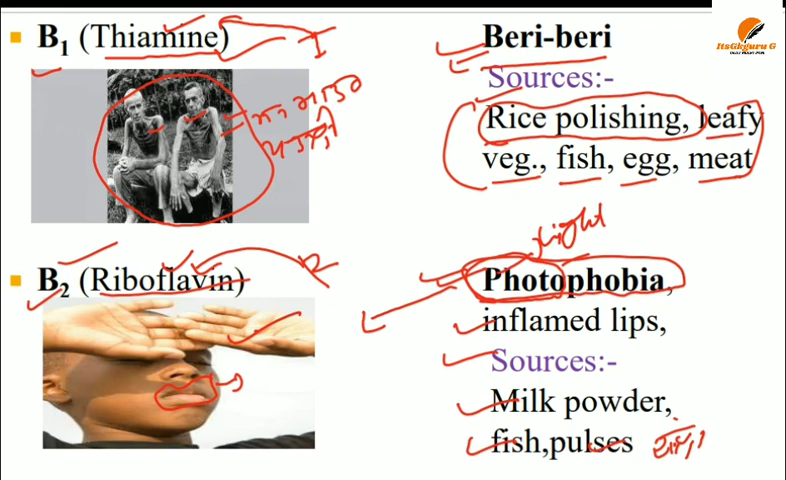 ItsGkguru G
B₁ (Thiamine)
Beri-beri
Sources:-
Rice polishing, leafy
veg., fish, egg, meat
Light
B₂ (Riboflavin)
Photophobia,
inflamed lips,
Sources:-
Milk powder,
fish,pulses